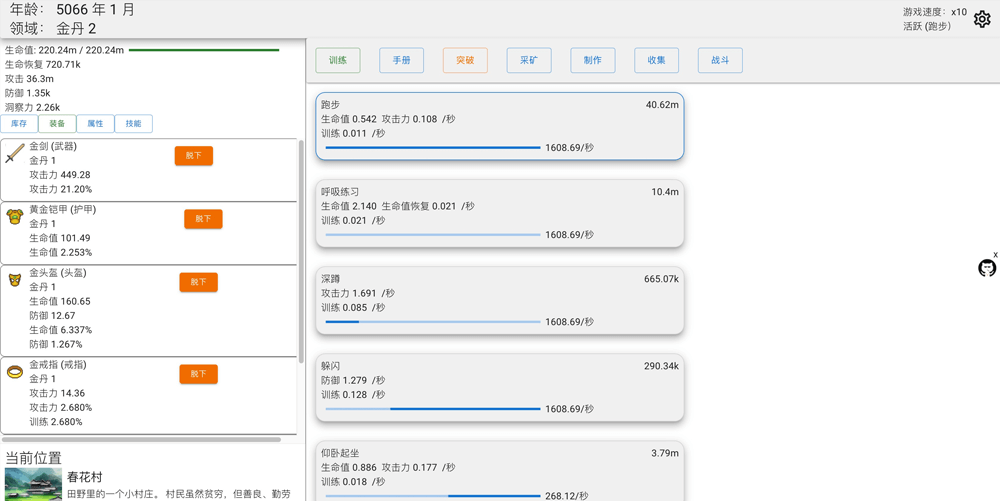 年龄： 5066 年 1 月
领域： 金丹 2
游戏速度： x10
活跃 (跑步)
生命值: 220.24m / 220.24m
生命恢复 720.71k
攻击 36.3m
防御 1.35k
洞察力 2.26k
库存
装备
属性
技能
金剑 (武器)
金丹 1
攻击力 449.28
攻击力 21.20%
脱下
黄金铠甲 (护甲)
金丹 1
生命值 101.49
生命值 2.253%
脱下
金头盔 (头盔)
金丹 1
生命值 160.65
防御 12.67
生命值 6.337%
防御 1.267%
脱下
金戒指 (戒指)
金丹 1
攻击力 14.36
攻击力 2.680%
训练 2.680%
脱下
当前位置
春花村
田野里的一个小村庄。 村民虽然贫穷，但善良、勤劳
训练
手册
突破
采矿
制作
收集
战斗
跑步
40.62m
生命值 0.542 攻击力 0.108 /秒
训练 0.011 /秒
1608.69/秒
呼吸练习
10.4m
生命值 2.140 生命值恢复 0.021 /秒
训练 0.021 /秒
1608.69/秒
深蹲
665.07k
攻击力 1.691 /秒
训练 0.085 /秒
1608.69/秒
躲闪
290.34k
防御 1.279 /秒
训练 0.128 /秒
1608.69/秒
仰卧起坐
3.79m
生命值 0.886 攻击力 0.177 /秒
训练 0.018 /秒
268.12/秒
x